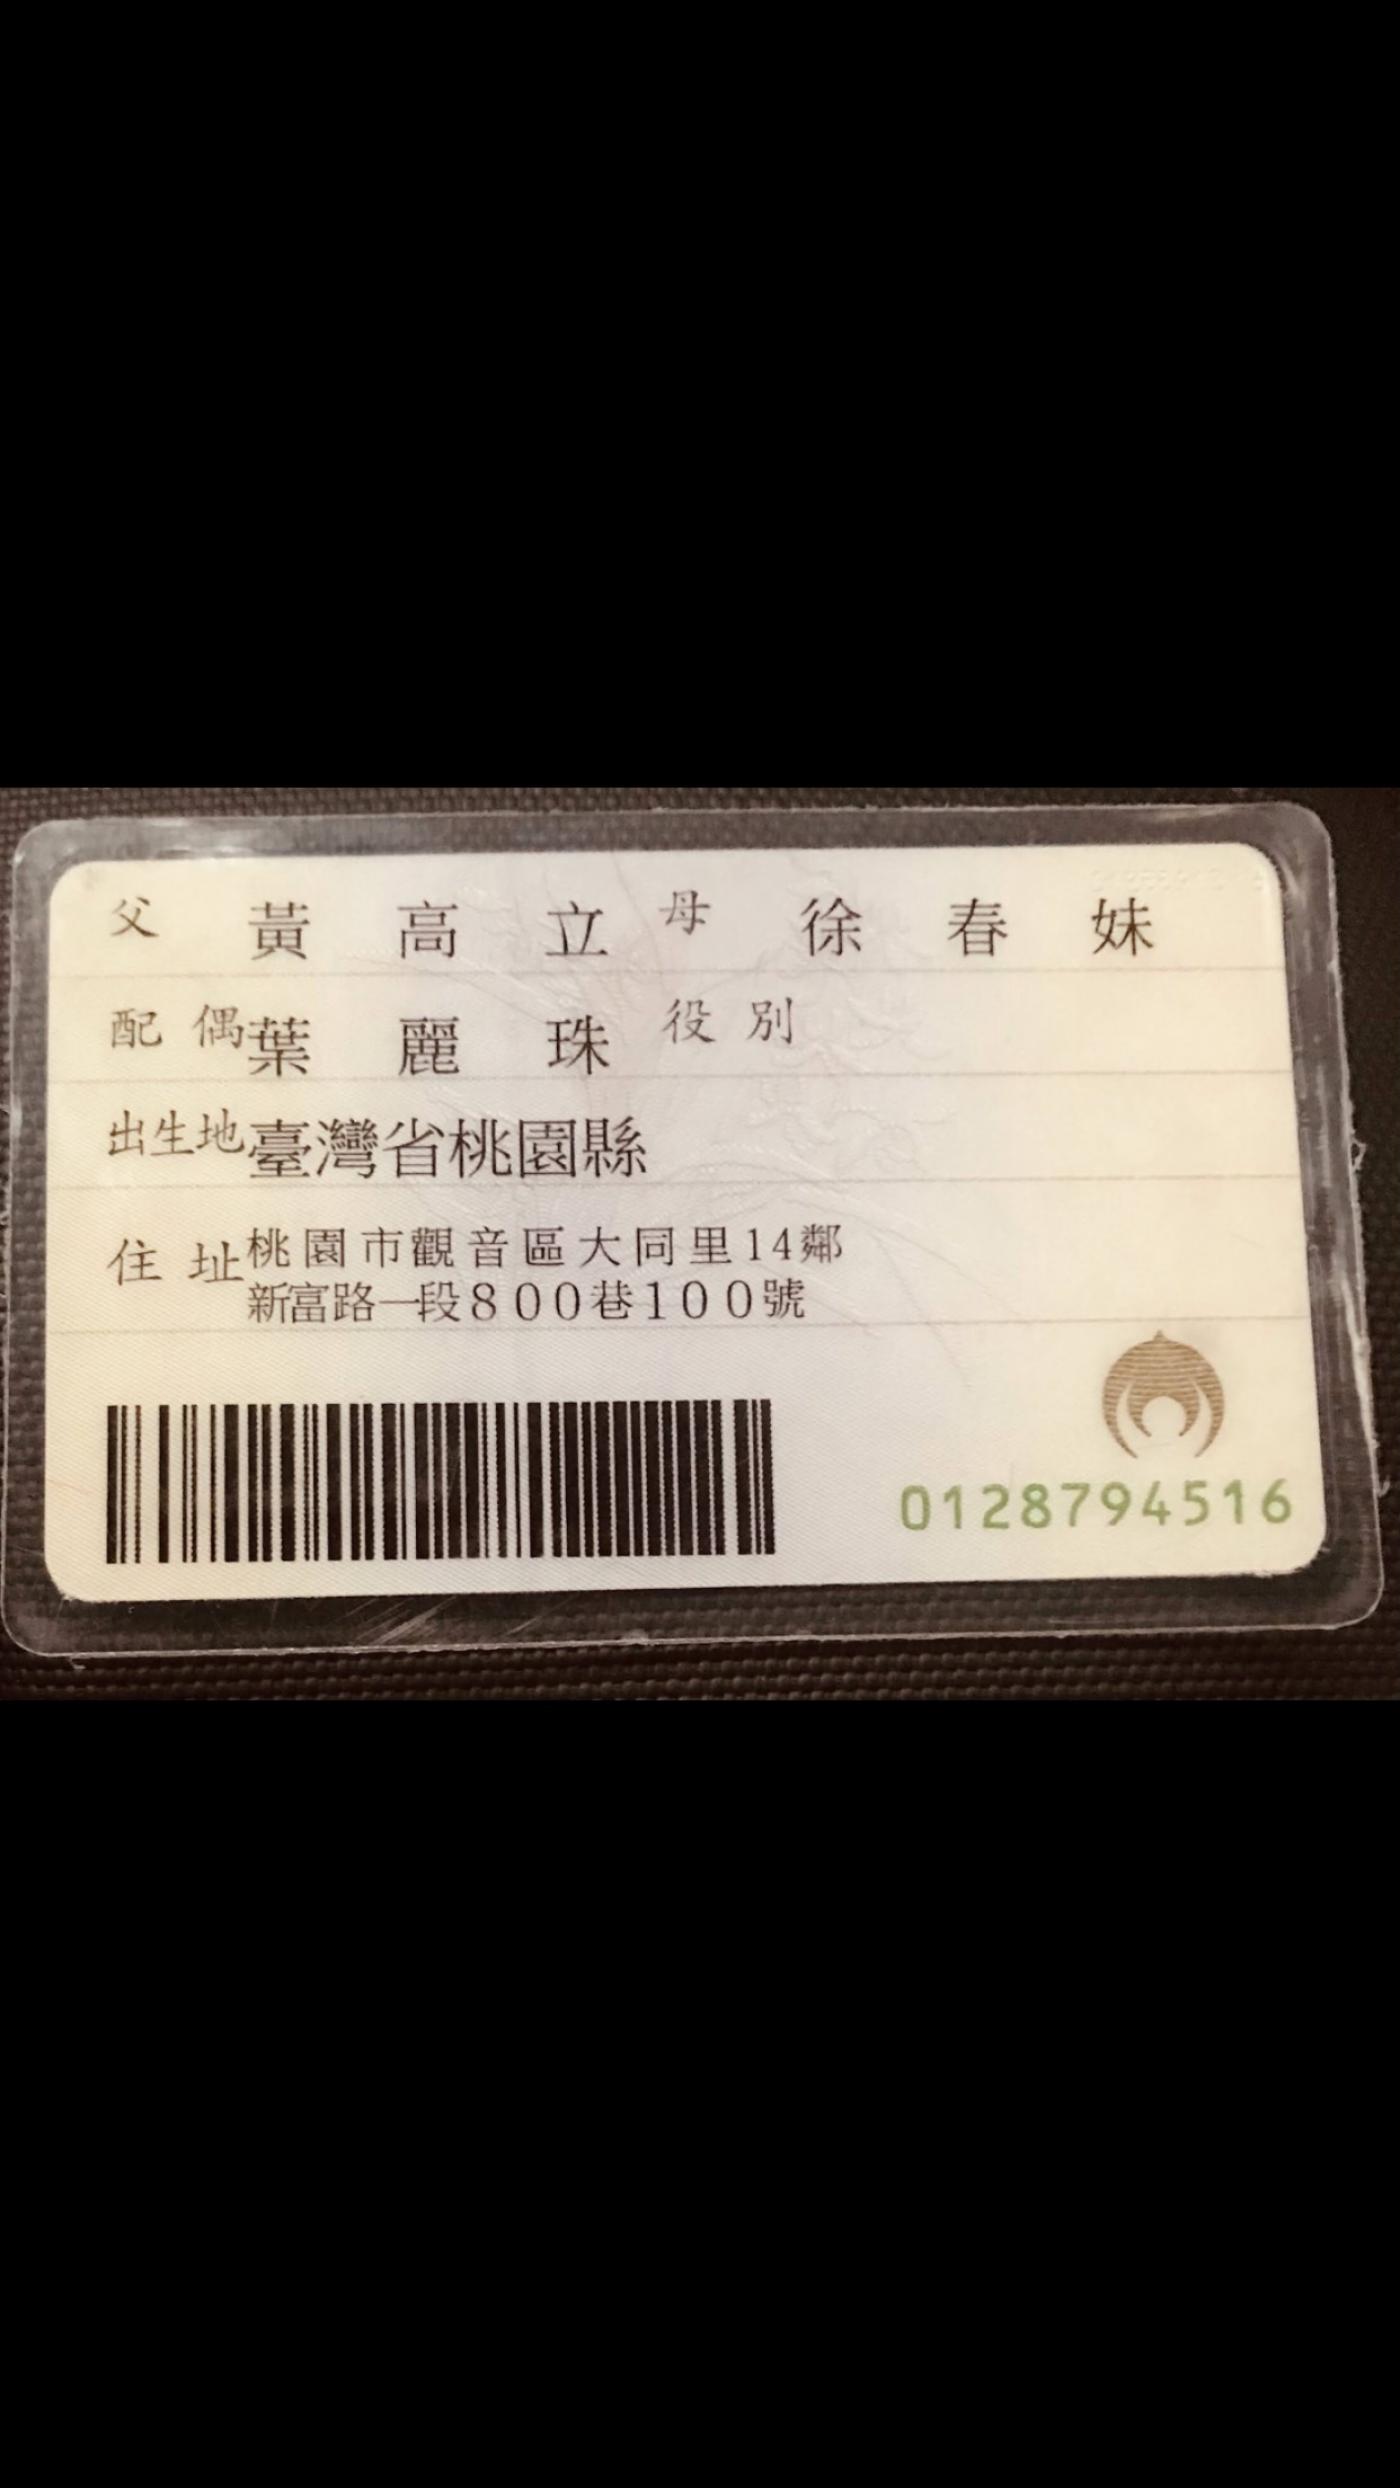 父 黃高立 母 徐春妹
配偶 葉麗珠 役別
出生地 臺灣省桃園縣
住址 桃園市觀音區大同里14鄰
新富路一段800巷100號
0128794516